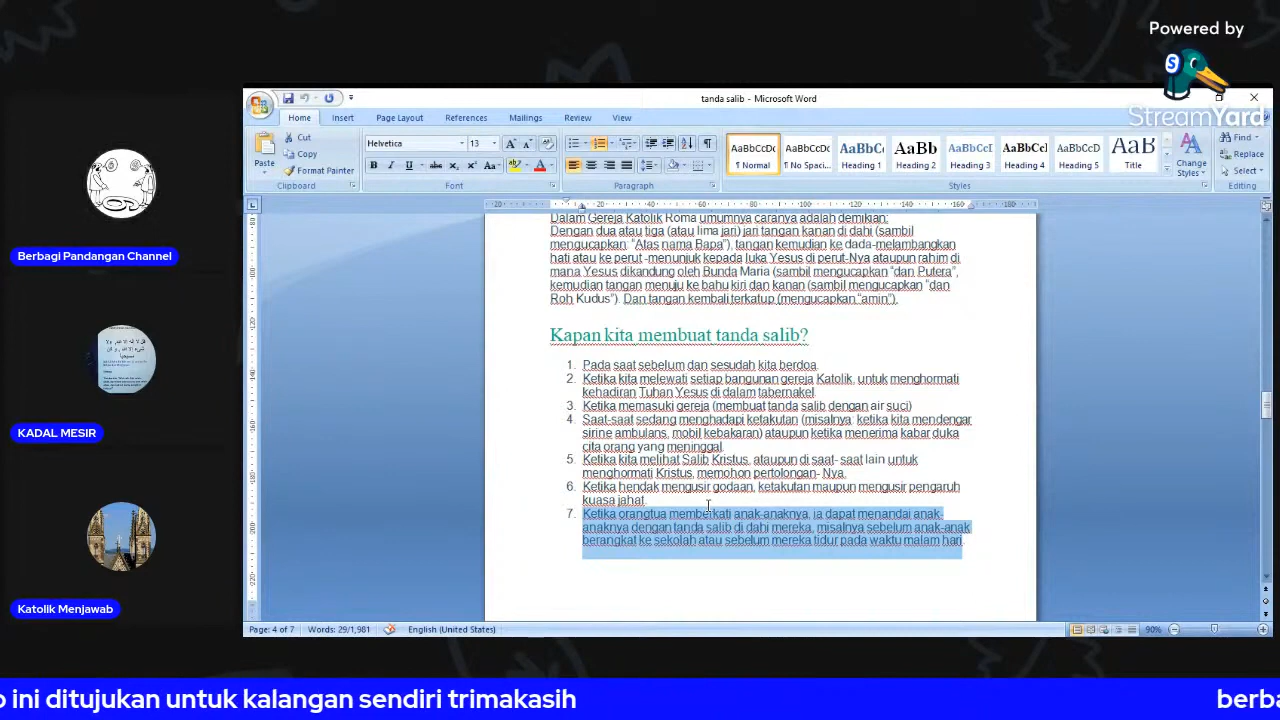 Powered by
StreamYard
tanda salib - Microsoft Word
Home Insert Page Layout References Mailings Review View
Paste
Cut
Copy
Format Painter
Clipboard
Helvetica 13
Font
Paragraph
AaBbCcDc AaBbCcDc AaBbC AaBb AaBbCc AaBbCcI AaBbCcD AaB
¶ Normal ¶ No Spaci... Heading 1 Heading 2 Heading 3 Heading 4 Heading 5 Title
Change Styles
Styles
Find
Replace
Select
Editing
Dalam Gereja Katolik Roma umumnya caranya adalah demikian:
Dengan dua atau tiga (atau lima jari) jari tangan kanan di dahi (sambil
mengucapkan: “Atas nama Bapa”), tangan kemudian ke dada-melambangkan
hati atau ke perut -menunjuk kepada luka Yesus di perut-Nya ataupun rahim di
mana Yesus dikandung oleh Bunda Maria (sambil mengucapkan “dan Putera”,
kemudian tangan menuju ke bahu kiri dan kanan (sambil mengucapkan “dan
Roh Kudus”). Dan tangan kembali terkatup (mengucapkan “amin”).
Kapan kita membuat tanda salib?
1. Pada saat sebelum dan sesudah kita berdoa.
2. Ketika kita melewati setiap bangunan gereja Katolik, untuk menghormati
kehadiran Tuhan Yesus di dalam tabernakel.
3. Ketika memasuki gereja (membuat tanda salib dengan air suci)
4. Saat-saat sedang menghadapi ketakutan (misalnya ketika kita mendengar
sirine ambulans, mobil kebakaran) ataupun ketika menerima kabar duka
cita orang yang meninggal.
5. Ketika kita melihat Salib Kristus, ataupun di saat- saat lain untuk
menghormati Kristus, memohon pertolongan- Nya.
6. Ketika hendak mengusir godaan, ketakutan maupun mengusir pengaruh
kuasa jahat.
7. Ketika orangtua memberkati anak-anaknya, ia dapat menandai anak-
anaknya dengan tanda salib di dahi mereka, misalnya sebelum anak-anak
berangkat ke sekolah atau sebelum mereka tidur pada waktu malam hari.
Page: 4 of 7 Words: 29/1,981 English (United States) 90%
Berbagi Pandangan Channel
KADAL MESIR
Katolik Menjawab
o ini ditujukan untuk kalangan sendiri trimakasih
berba